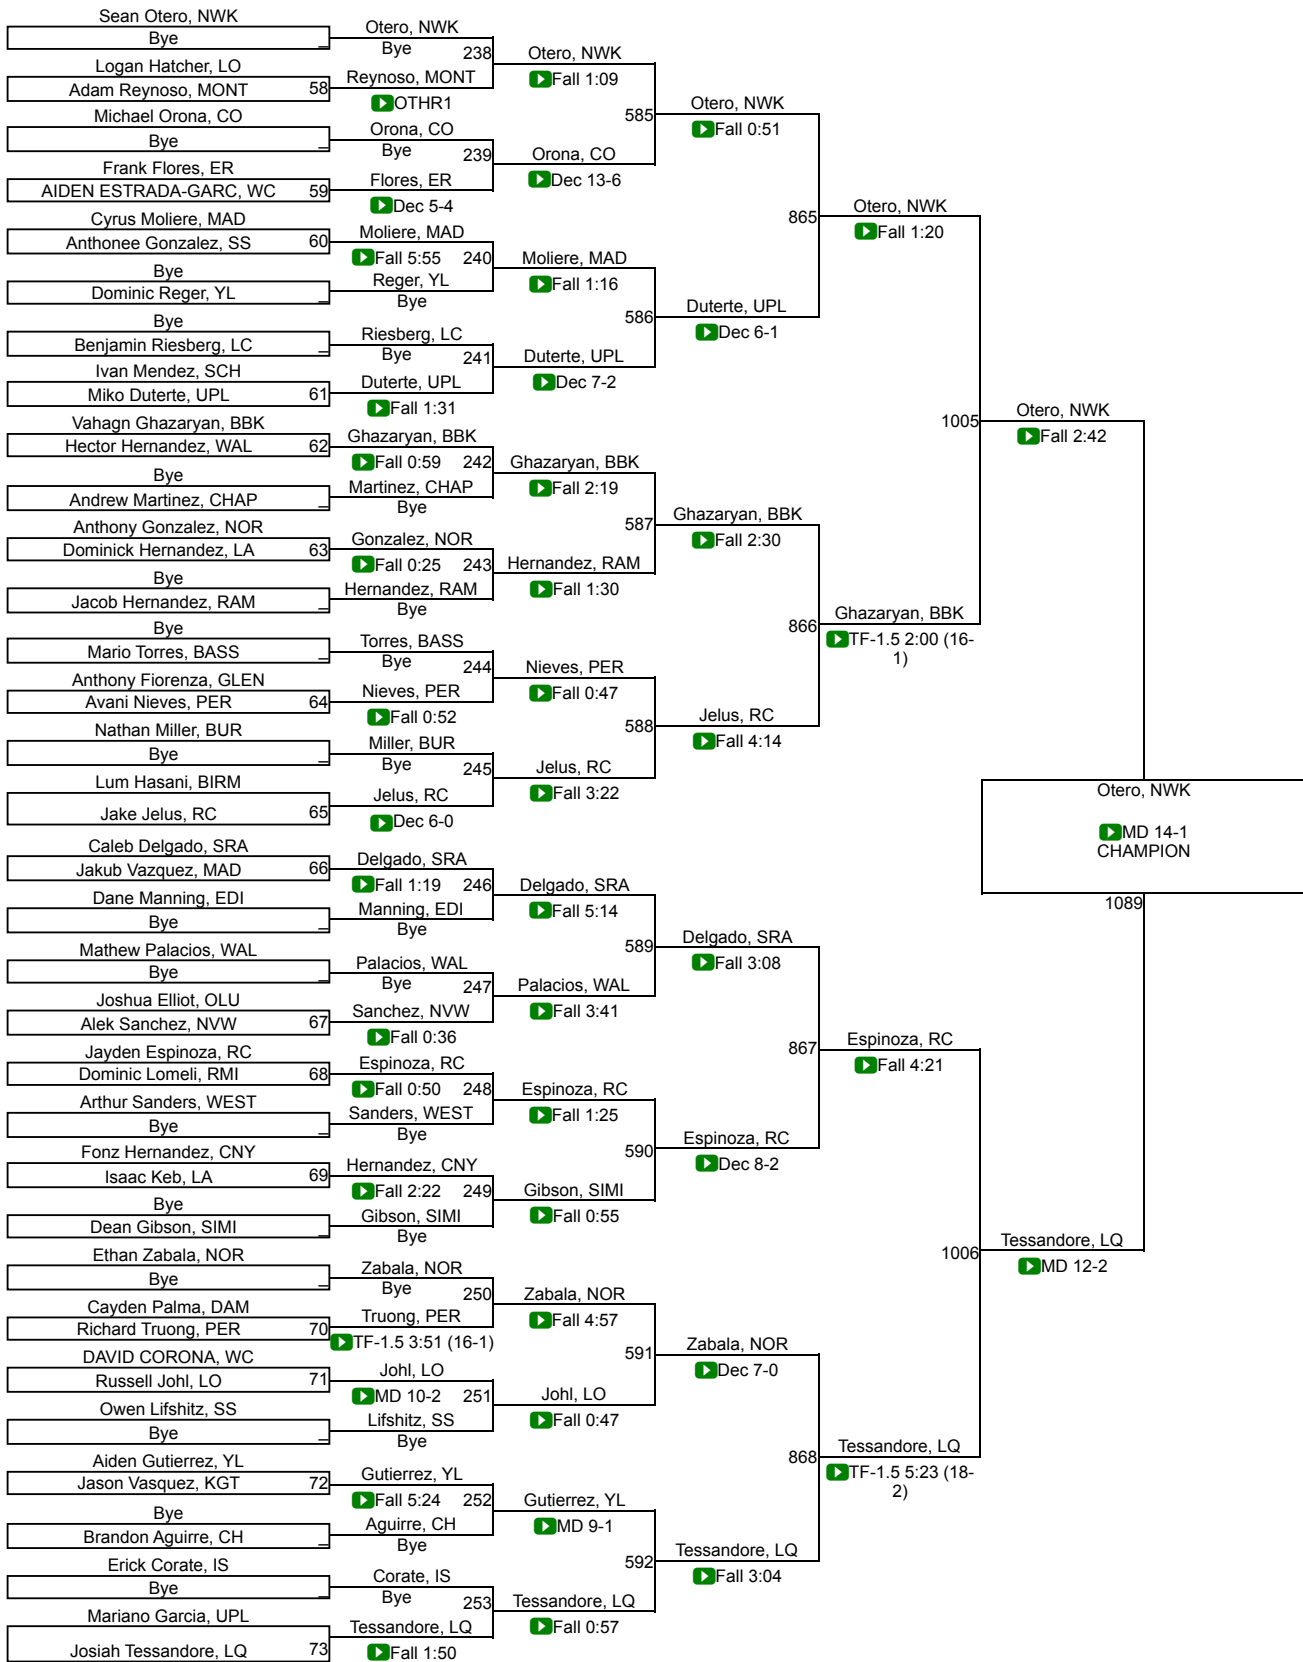 Sean Otero, NWK
Bye _
Logan Hatcher, LO
Adam Reynoso, MONT 58
Michael Orona, CO
Bye _
Frank Flores, ER
AIDEN ESTRADA-GARC, WC 59
Cyrus Moliere, MAD
Anthonee Gonzalez, SS 60
Bye
Dominic Reger, YL _
Bye
Benjamin Riesberg, LC _
Ivan Mendez, SCH
Miko Duterte, UPL 61
Vahagn Ghazaryan, BBK
Hector Hernandez, WAL 62
Bye
Andrew Martinez, CHAP _
Anthony Gonzalez, NOR
Dominick Hernandez, LA 63
Bye
Jacob Hernandez, RAM _
Bye
Mario Torres, BASS _
Anthony Fiorenza, GLEN
Avani Nieves, PER 64
Nathan Miller, BUR
Bye _
Lum Hasani, BIRM
Jake Jelus, RC 65
Caleb Delgado, SRA
Jakub Vazquez, MAD 66
Dane Manning, EDI
Bye _
Mathew Palacios, WAL
Bye _
Joshua Elliot, OLU
Alek Sanchez, NVW 67
Jayden Espinoza, RC
Dominic Lomeli, RMI 68
Arthur Sanders, WEST
Bye _
Fonz Hernandez, CNY
Isaac Keb, LA 69
Bye
Dean Gibson, SIMI _
Ethan Zabala, NOR
Bye _
Cayden Palma, DAM
Richard Truong, PER 70
DAVID CORONA, WC
Russell Johl, LO 71
Owen Lifshitz, SS
Bye _
Aiden Gutierrez, YL
Jason Vasquez, KGT 72
Bye
Brandon Aguirre, CH _
Erick Corate, IS
Bye _
Mariano Garcia, UPL
Josiah Tessandore, LQ 73
Otero, NWK
Bye 238
Reynoso, MONT
OTHR1
Orona, CO
Bye 239
Flores, ER
Dec 5-4
Moliere, MAD
Fall 5:55 240
Reger, YL
Bye
Riesberg, LC
Bye 241
Duterte, UPL
Fall 1:31
Ghazaryan, BBK
Fall 0:59 242
Martinez, CHAP
Bye
Gonzalez, NOR
Fall 0:25 243
Hernandez, RAM
Bye
Torres, BASS
Bye 244
Nieves, PER
Fall 0:52
Miller, BUR
Bye 245
Jelus, RC
Dec 6-0
Delgado, SRA
Fall 1:19 246
Manning, EDI
Bye
Palacios, WAL
Bye 247
Sanchez, NVW
Fall 0:36
Espinoza, RC
Fall 0:50 248
Sanders, WEST
Bye
Hernandez, CNY
Fall 2:22 249
Gibson, SIMI
Bye
Zabala, NOR
Bye 250
Truong, PER
TF-1.5 3:51 (16-1)
Johl, LO
MD 10-2 251
Lifshitz, SS
Bye
Gutierrez, YL
Fall 5:24 252
Aguirre, CH
Bye
Corate, IS
Bye 253
Tessandore, LQ
Fall 1:50
Otero, NWK
Fall 1:09
585
Orona, CO
Dec 13-6
Moliere, MAD
Fall 1:16
586
Duterte, UPL
Dec 7-2
Ghazaryan, BBK
Fall 2:19
587
Hernandez, RAM
Fall 1:30
Nieves, PER
Fall 0:47
588
Jelus, RC
Fall 3:22
Delgado, SRA
Fall 5:14
589
Palacios, WAL
Fall 3:41
Espinoza, RC
Fall 1:25
590
Gibson, SIMI
Fall 0:55
Zabala, NOR
Fall 4:57
591
Johl, LO
Fall 0:47
Gutierrez, YL
MD 9-1
592
Tessandore, LQ
Fall 0:57
Otero, NWK
Fall 0:51
865
Duterte, UPL
Dec 6-1
Ghazaryan, BBK
Fall 2:30
866
Jelus, RC
Fall 4:14
Delgado, SRA
Fall 3:08
867
Espinoza, RC
Dec 8-2
Zabala, NOR
Dec 7-0
868
Tessandore, LQ
Fall 3:04
Otero, NWK
Fall 1:20
1005
Ghazaryan, BBK
TF-1.5 2:00 (16-
1)
Espinoza, RC
Fall 4:21
1006
Tessandore, LQ
TF-1.5 5:23 (18-
2)
Otero, NWK
Fall 2:42
Tessandore, LQ
MD 12-2
Otero, NWK
MD 14-1
CHAMPION
1089